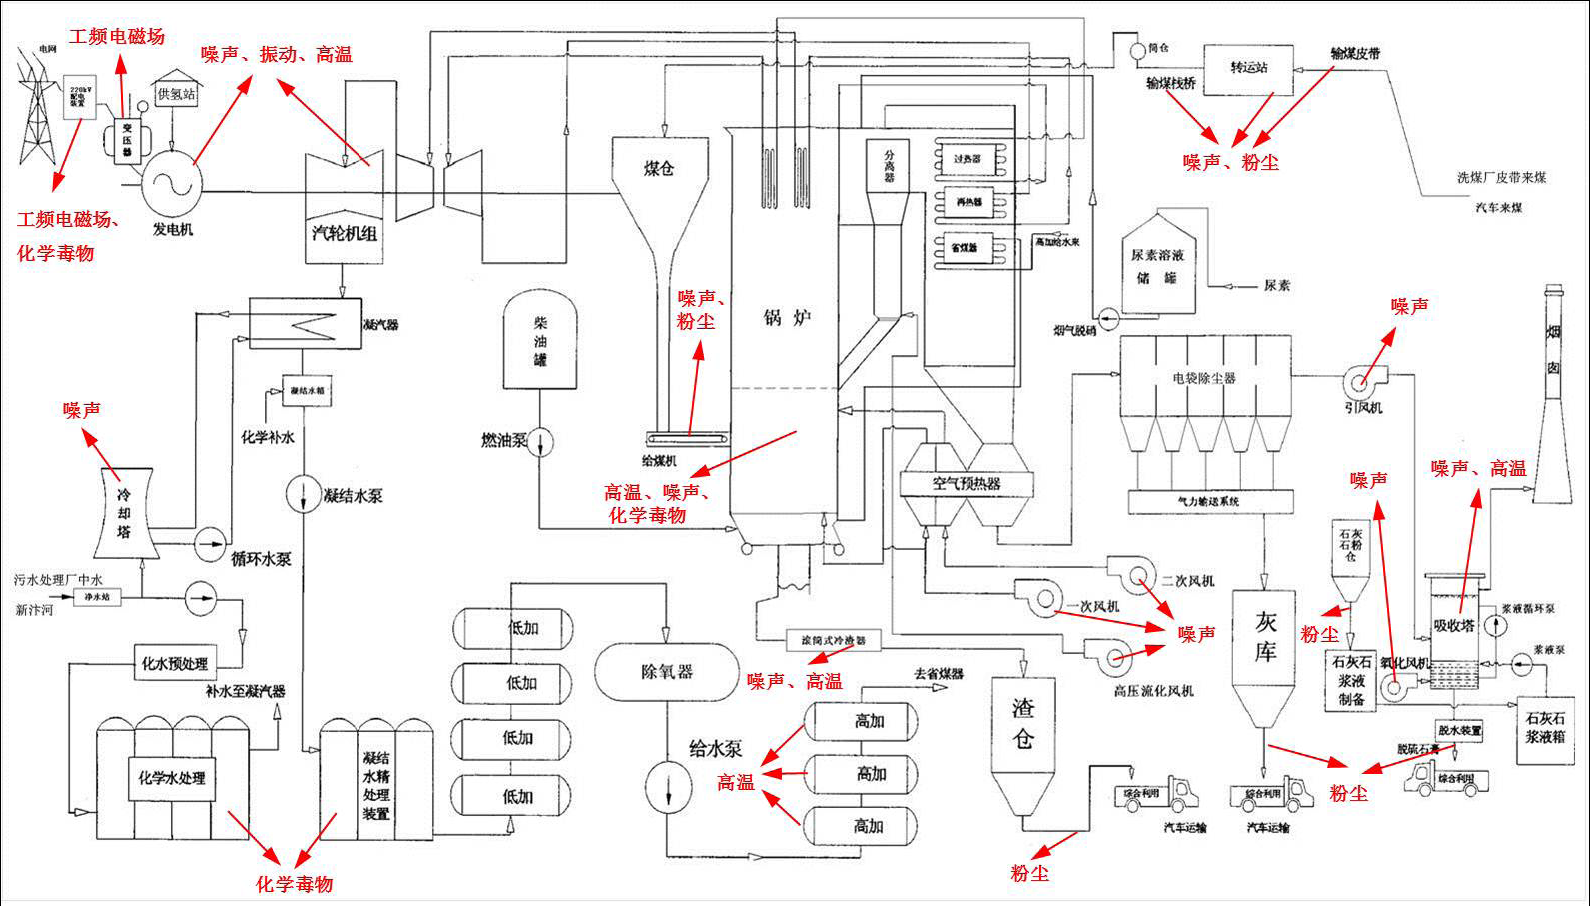 工频电磁场
噪声、振动、高温
电网
220kV
配电
装置
供氢站
变
压
器
工频电磁场、
化学毒物
发电机
汽轮机组
煤仓
筒仓
转运站
输煤皮带
输煤栈桥
噪声、粉尘
洗煤厂皮带来煤
汽车来煤
分
离
器
过热器
再热器
省煤器
高加给水来
尿素溶液
储 罐
尿素
烟气脱硝
凝汽器
凝结水箱
化学补水
凝结水泵
柴
油
罐
燃油泵
噪声、
粉尘
给煤机
锅 炉
高温、噪声、
化学毒物
空气预热器
电袋除尘器
气力输送系统
噪声
引风机
烟
囱
噪声
冷
却
塔
循环水泵
污水处理厂中水
新汴河
净水站
化水预处理
补水至凝汽器
化学水处理
凝结
水精
处理
装置
化学毒物
低加
低加
低加
低加
除氧器
给水泵
高温
去省煤器
高加
高加
高加
滚筒式冷渣器
噪声、高温
一次风机
二次风机
高压流化风机
噪声
渣
仓
粉尘
综合利用
汽车运输
灰
库
综合利用
汽车运输
粉尘
石灰
石粉
仓
粉尘
石灰石
浆液
制备
噪声
氧化风机
噪声、高温
吸收塔
浆液循环泵
浆液泵
石灰石
浆液箱
脱水装置
脱硫石膏
综合利用